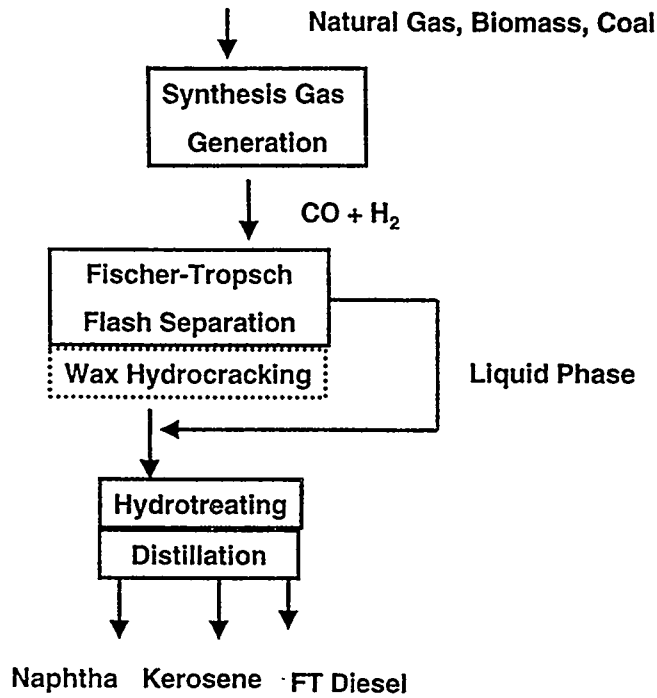 Natural Gas, Biomass, Coal
Synthesis Gas
Generation
CO + H₂
Fischer-Tropsch
Flash Separation
Wax Hydrocracking
Liquid Phase
Hydrotreating
Distillation
Naphtha Kerosene FT Diesel